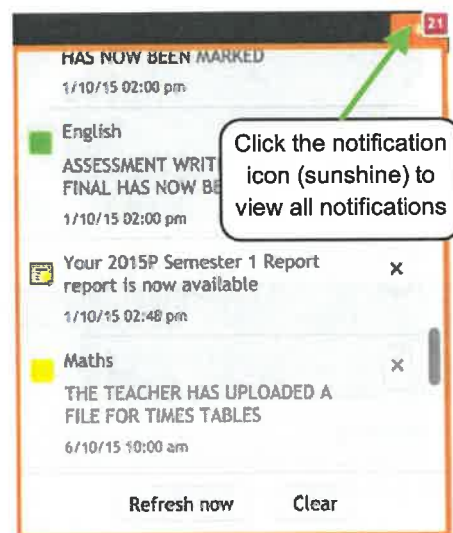 21
HAS NOW BEEN MARKED
1/10/15 02:00 pm
English
ASSESSMENT WRIT
FINAL HAS NOW BE
1/10/15 02:00 pm
Click the notification
icon (sunshine) to
view all notifications
Your 2015P Semester 1 Report
report is now available
1/10/15 02:48 pm
Maths
THE TEACHER HAS UPLOADED A
FILE FOR TIMES TABLES
6/10/15 10:00 am
Refresh now Clear